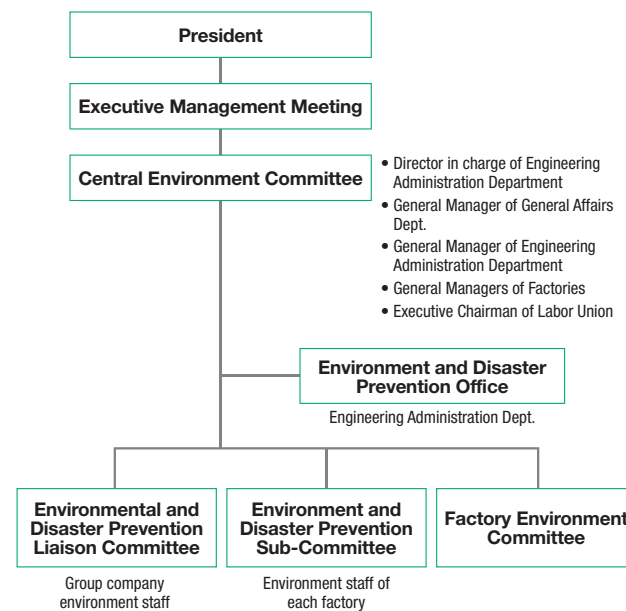 President
Executive Management Meeting
Central Environment Committee
• Director in charge of Engineering
Administration Department
• General Manager of General Affairs
Dept.
• General Manager of Engineering
Administration Department
• General Managers of Factories
• Executive Chairman of Labor Union
Environment and Disaster
Prevention Office
Engineering Administration Dept.
Environmental and
Disaster Prevention
Liaison Committee
Group company
environment staff
Environment and
Disaster Prevention
Sub-Committee
Environment staff of
each factory
Factory Environment
Committee